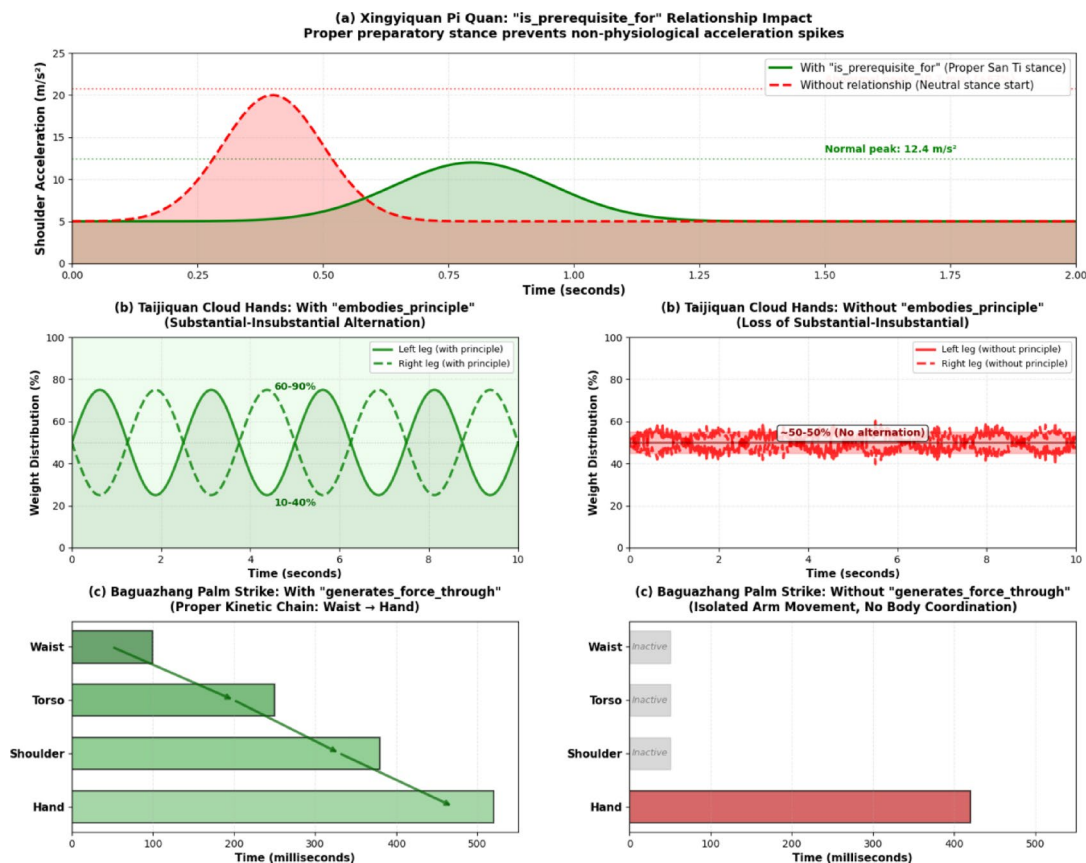 (a) Xingyiquan Pi Quan: "is_prerequisite_for" Relationship Impact
Proper preparatory stance prevents non-physiological acceleration spikes
With "is_prerequisite_for" (Proper San Ti stance)
Without relationship (Neutral stance start)
Normal peak: 12.4 m/s²
Shoulder Acceleration (m/s²)
25
20
15
10
5
0
0.00 0.25 0.50 0.75 1.00 1.25 1.50 1.75 2.00
Time (seconds)
(b) Taijiquan Cloud Hands: With "embodies_principle"
(Substantial-Insubstantial Alternation)
Left leg (with principle)
Right leg (with principle)
60-90%
10-40%
Weight Distribution (%)
100
80
60
40
20
0
0 2 4 6 8 10
Time (seconds)
(b) Taijiquan Cloud Hands: Without "embodies_principle"
(Loss of Substantial-Insubstantial)
Left leg (without principle)
Right leg (without principle)
~50-50% (No alternation)
Weight Distribution (%)
100
80
60
40
20
0
0 2 4 6 8 10
Time (seconds)
(c) Baguazhang Palm Strike: With "generates_force_through"
(Proper Kinetic Chain: Waist → Hand)
Waist
Torso
Shoulder
Hand
0 100 200 300 400 500
Time (milliseconds)
(c) Baguazhang Palm Strike: Without "generates_force_through"
(Isolated Arm Movement, No Body Coordination)
Waist Inactive
Torso Inactive
Shoulder Inactive
Hand
0 100 200 300 400 500
Time (milliseconds)